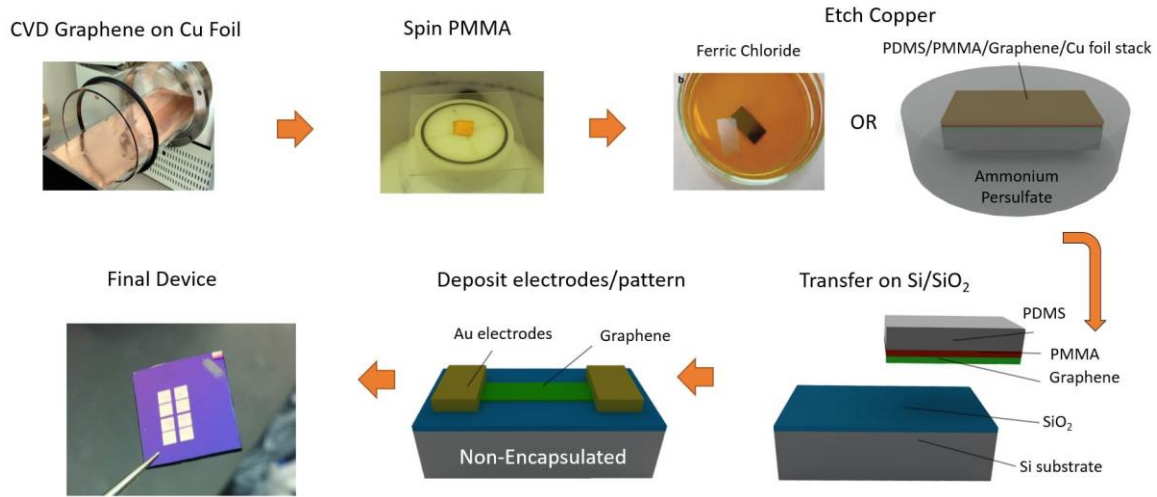 CVD Graphene on Cu Foil
Spin PMMA
Etch Copper
Ferric Chloride
b
OR
PDMS/PMMA/Graphene/Cu foil stack
Ammonium
Persulfate
Final Device
Deposit electrodes/pattern
Transfer on Si/SiO₂
Au electrodes
Graphene
Non-Encapsulated
PDMS
PMMA
Graphene
SiO₂
Si substrate